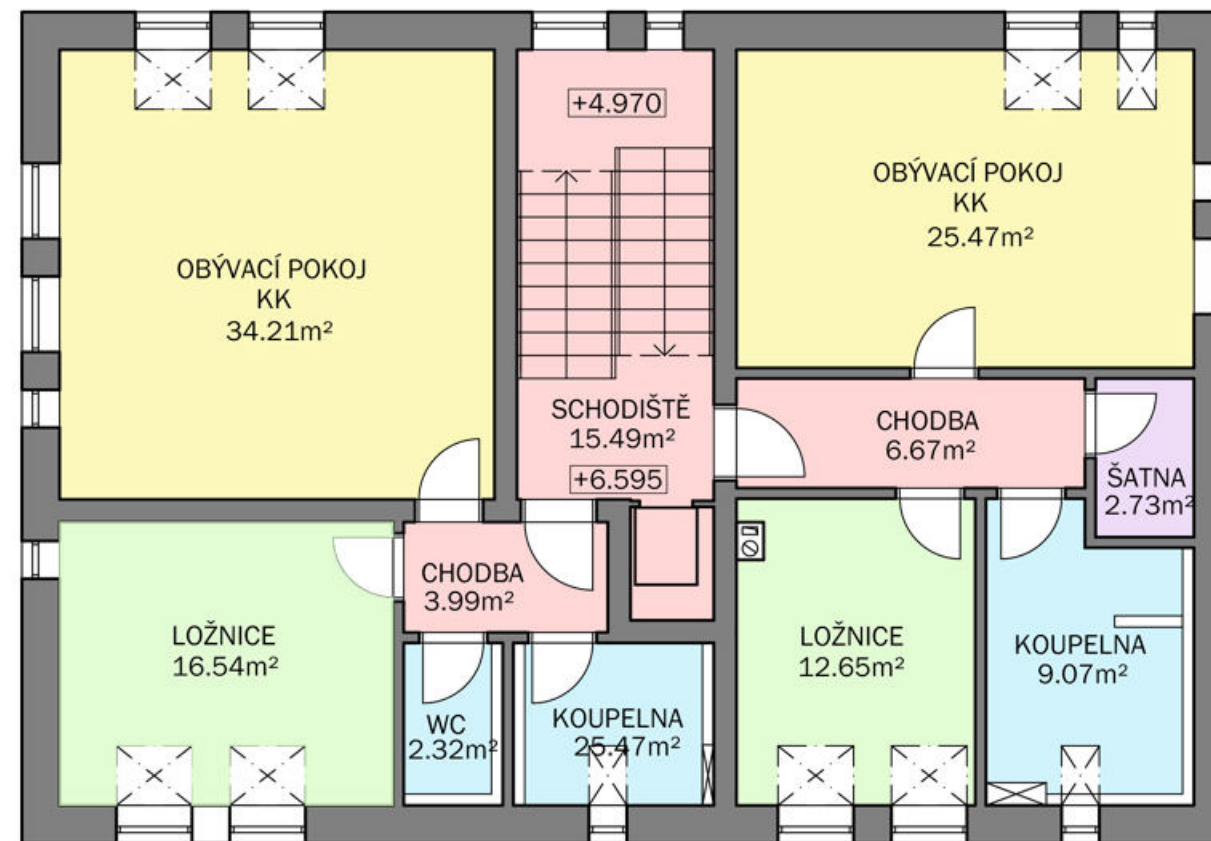 +4.970
OBÝVACÍ POKOJ
KK
25.47m²
OBÝVACÍ POKOJ
KK
34.21m²
SCHODIŠTĚ
15.49m²
+6.595
CHODBA
6.67m²
ŠATNA
2.73m²
CHODBA
3.99m²
LOŽNICE
16.54m²
LOŽNICE
12.65m²
KOUPELNA
9.07m²
WC
2.32m²
KOUPELNA
25.47m²